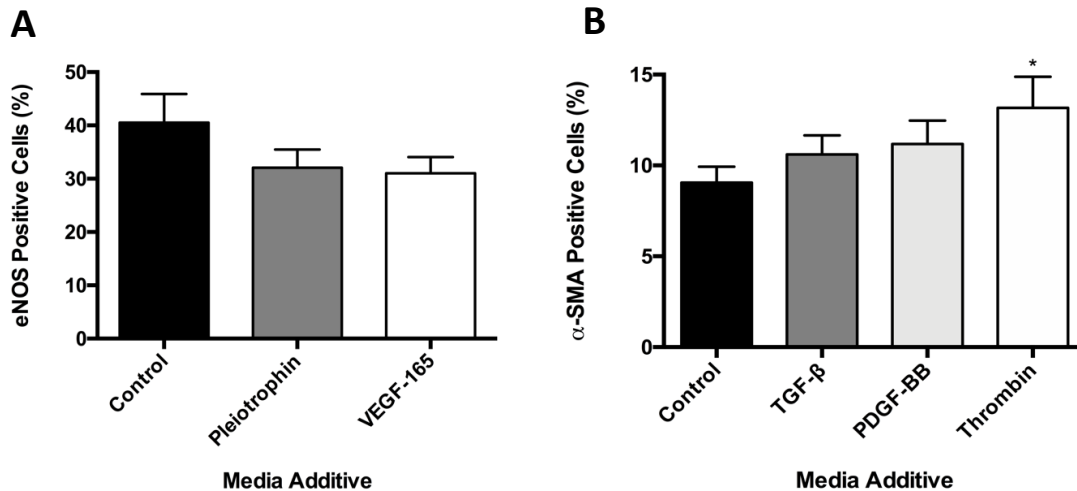 A
eNOS Positive Cells (%)
50
40
30
20
10
0
Control
Pleiotrophin
VEGF-165
Media Additive
B
α-SMA Positive Cells (%)
15
10
5
0
*
Control
TGF-β
PDGF-BB
Thrombin
Media Additive